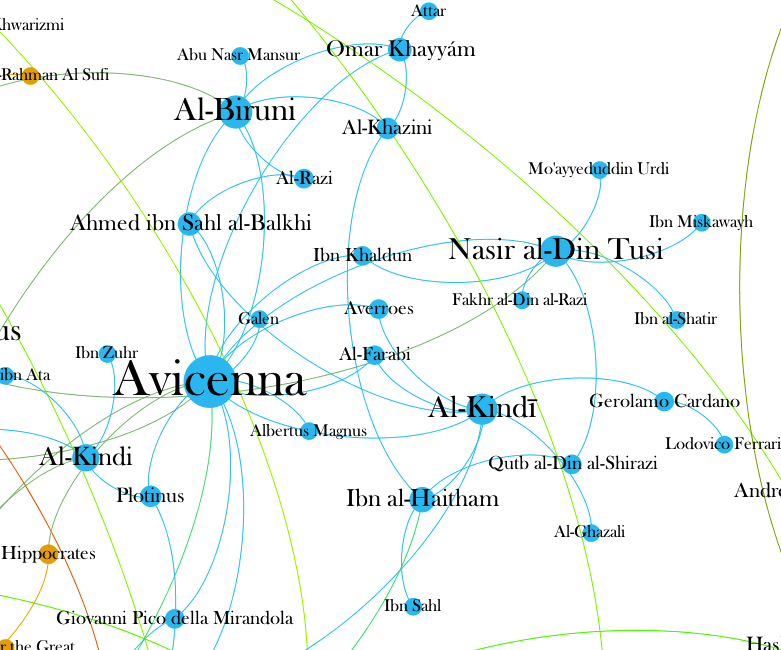 Attar
Khwarizmi
Omar Khayyám
Abu Nasr Mansur
-Rahman Al Sufi
Al-Biruni
Al-Khazini
Mo'ayyeduddin Urdi
Al-Razi
Ahmed ibn Sahl al-Balkhi
Ibn Miskawayh
Nasir al-Din Tusi
Ibn Khaldun
Fakhr al-Din al-Razi
Averroes
Galen
Ibn al-Shatir
us
Ibn Zuhr
Al-Farabi
ibn Ata
Avicenna
Gerolamo Cardano
Al-Kindī
Albertus Magnus
Lodovico Ferrari
Al-Kindi
Qutb al-Din al-Shirazi
Andro
Plotinus
Ibn al-Haitham
Al-Ghazali
Hippocrates
Ibn Sahl
Giovanni Pico della Mirandola
r the Great
Has